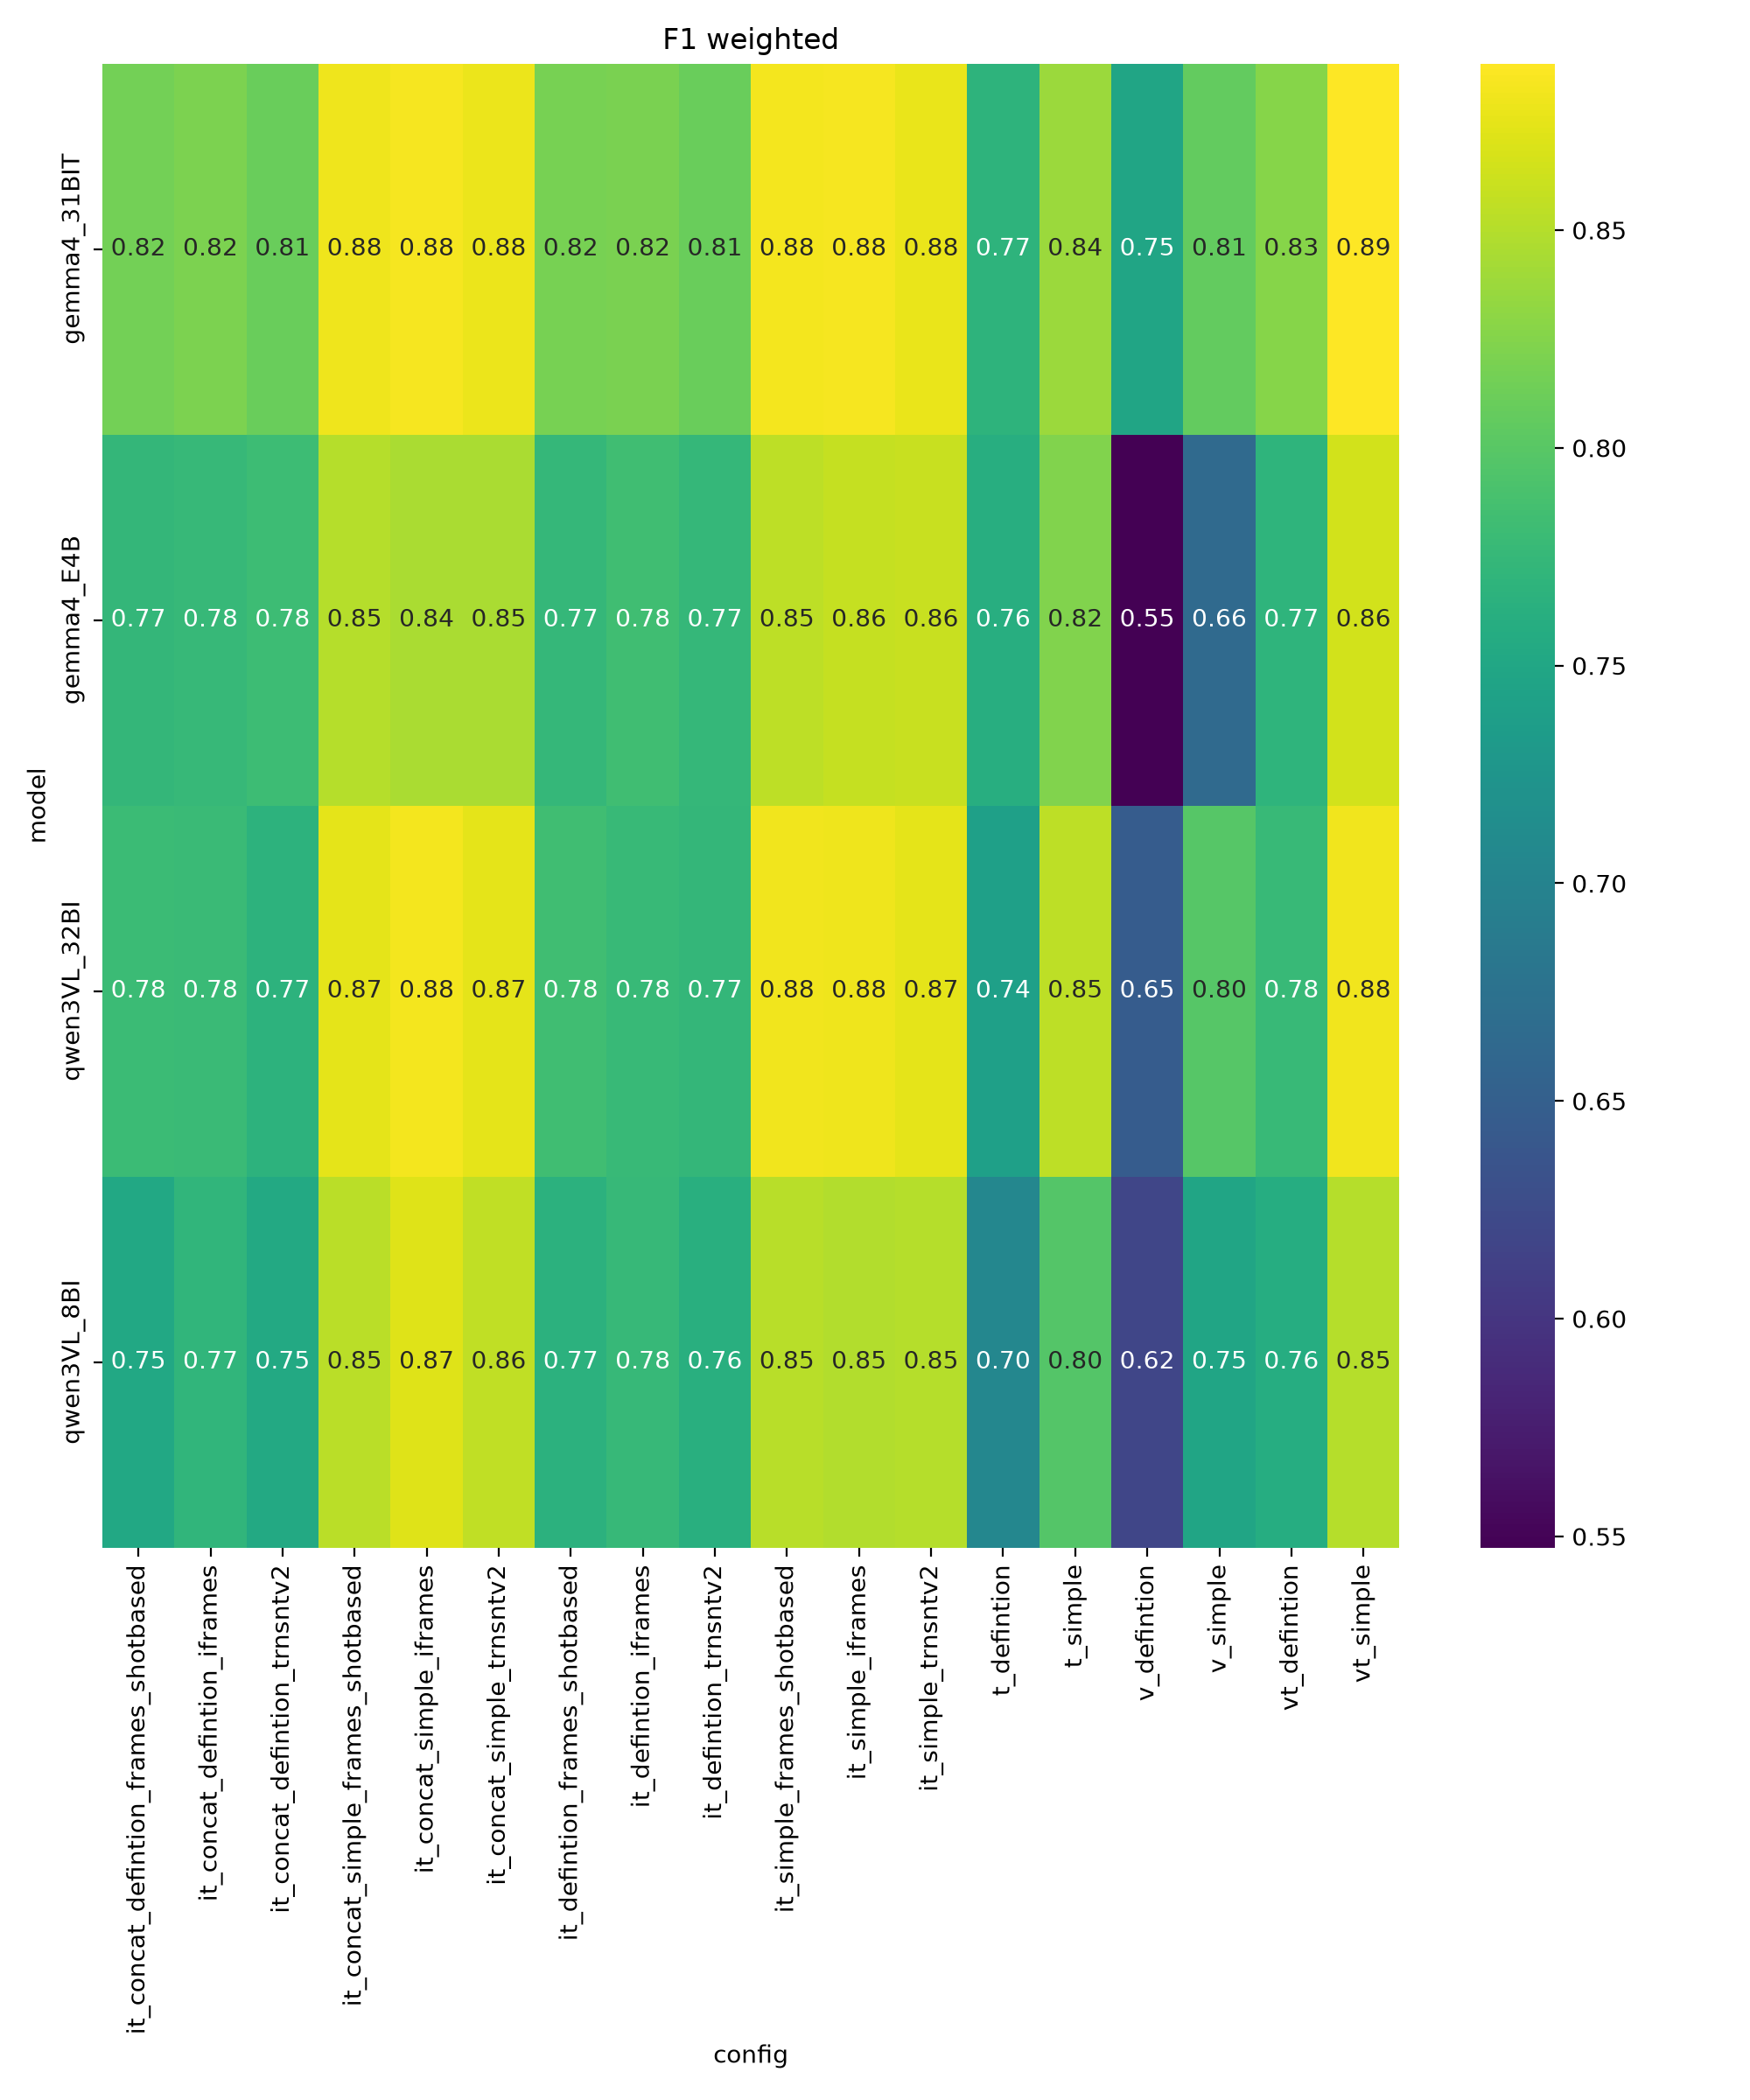 F1 weighted
gemma4_31BIT
0.82 0.82 0.81 0.88 0.88 0.88 0.82 0.82 0.81 0.88 0.88 0.88 0.77 0.84 0.75 0.81 0.83 0.89
gemma4_E4B
0.77 0.78 0.78 0.85 0.84 0.85 0.77 0.78 0.77 0.85 0.86 0.86 0.76 0.82 0.55 0.66 0.77 0.86
model
qwen3VL_32BI
0.78 0.78 0.77 0.87 0.88 0.87 0.78 0.78 0.77 0.88 0.88 0.87 0.74 0.85 0.65 0.80 0.78 0.88
qwen3VL_8BI
0.75 0.77 0.75 0.85 0.87 0.86 0.77 0.78 0.76 0.85 0.85 0.85 0.70 0.80 0.62 0.75 0.76 0.85
it_concat_defintion_frames_shotbased
it_concat_defintion_iframes
it_concat_defintion_trnsntv2
it_concat_simple_frames_shotbased
it_concat_simple_iframes
it_concat_simple_trnsntv2
it_defintion_frames_shotbased
it_defintion_iframes
it_defintion_trnsntv2
it_simple_frames_shotbased
it_simple_iframes
it_simple_trnsntv2
t_defintion
t_simple
v_defintion
v_simple
vt_defintion
vt_simple
config
0.85
0.80
0.75
0.70
0.65
0.60
0.55